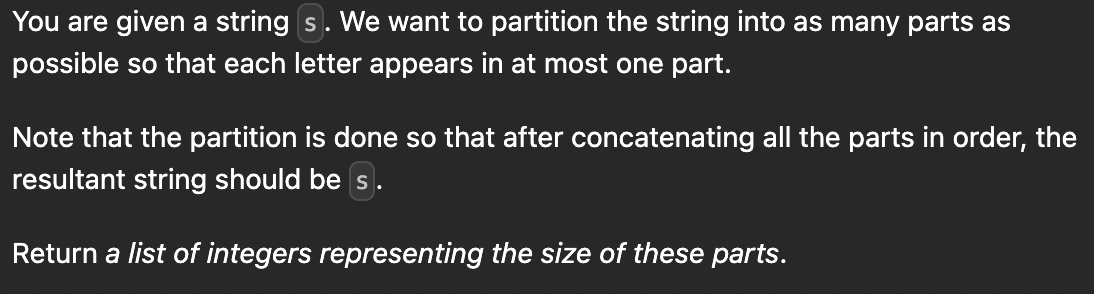 You are given a string s. We want to partition the string into as many parts as
possible so that each letter appears in at most one part.
Note that the partition is done so that after concatenating all the parts in order, the
resultant string should be s.
Return a list of integers representing the size of these parts.